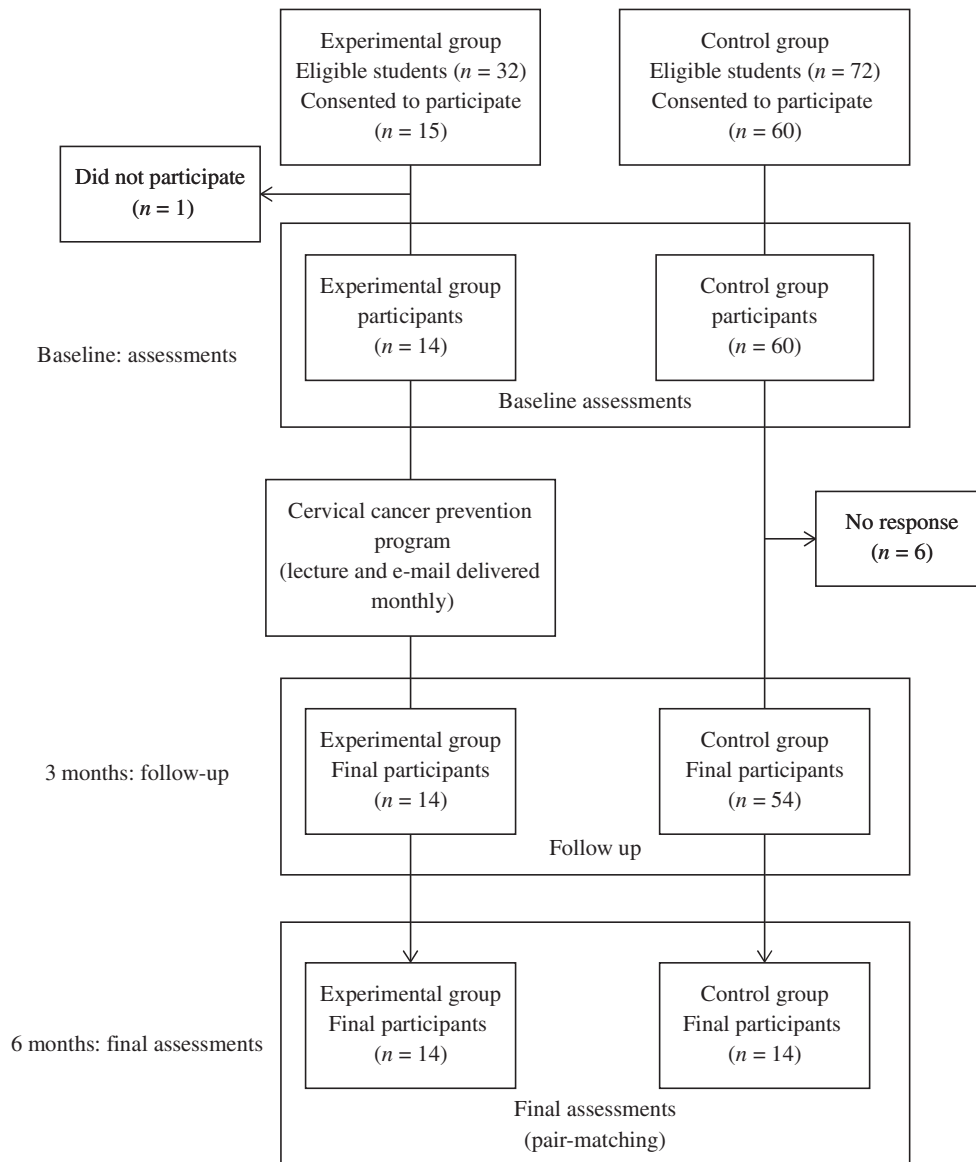 Experimental group
Eligible students (n = 32)
Consented to participate
(n = 15)
Control group
Eligible students (n = 72)
Consented to participate
(n = 60)
Did not participate
(n = 1)
Baseline: assessments
Experimental group
participants
(n = 14)
Control group
participants
(n = 60)
Baseline assessments
Cervical cancer prevention
program
(lecture and e-mail delivered
monthly)
No response
(n = 6)
3 months: follow-up
Experimental group
Final participants
(n = 14)
Control group
Final participants
(n = 54)
Follow up
6 months: final assessments
Experimental group
Final participants
(n = 14)
Control group
Final participants
(n = 14)
Final assessments
(pair-matching)